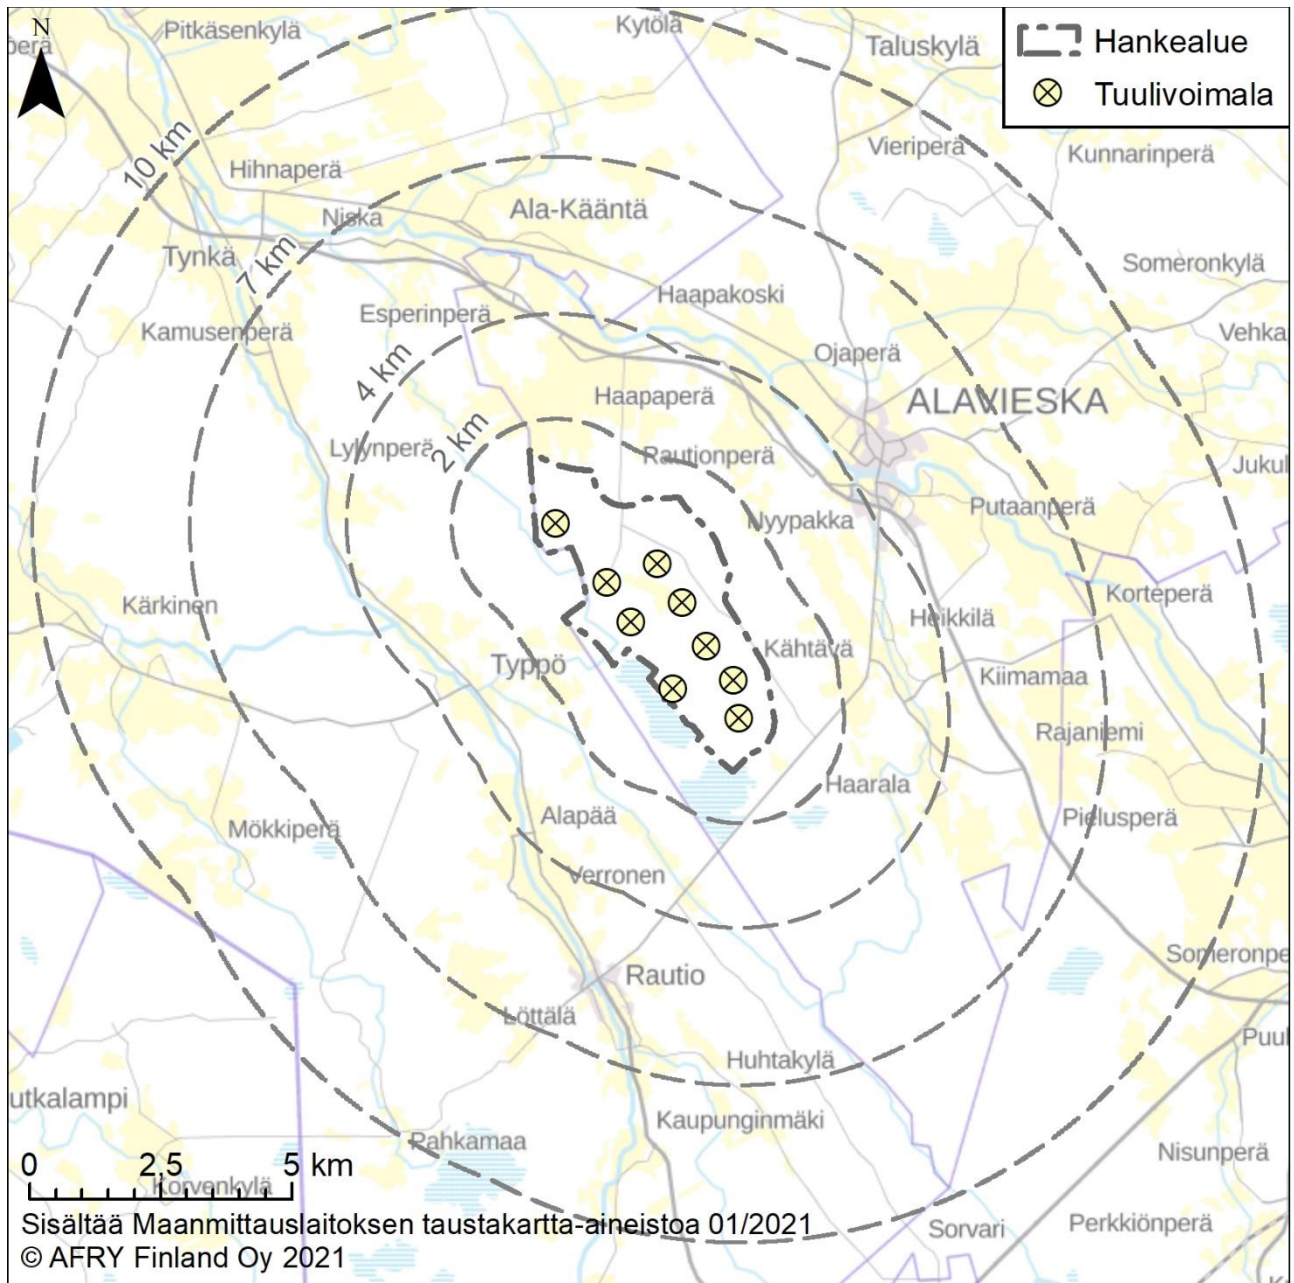 N
Pitkäsenkylä
Kytölä
Taluskylä
Hankealue
Tuulivoimala
perä
10 km
Hihnaperä
Vieriperä
Kunnarinperä
Niska
Ala-Kääntä
Tynkä
7 km
Someronkylä
Haapakoski
Esperinperä
Kamusenperä
Vehka
Ojaperä
4 km
Haapaperä
ALAVIESKA
2 km
Lylynperä
Rautionperä
Jukul
Nyypakka
Putaanperä
Kärkinen
Korteperä
Heikkilä
Kähtävä
Typpö
Kiimamaa
Rajaniemi
Haarala
Alapää
Pielusperä
Mökkiperä
Verronen
Rautio
Someronpe
Löttälä
Puul
Huhtakylä
utkalampi
Kaupunginmäki
Pahkamaa
Nisunperä
0 2,5 5 km
Korvenkylä
Sorvari
Perkkiönperä
Sisältää Maanmittauslaitoksen taustakartta-aineistoa 01/2021
© AFRY Finland Oy 2021